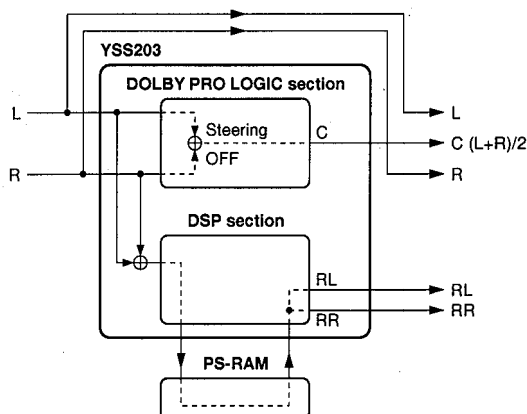 YSS203
DOLBY PRO LOGIC section
L
L
Steering
C
C (L+R)/2
OFF
R
R
DSP section
RL
RL
RR
RR
PS-RAM